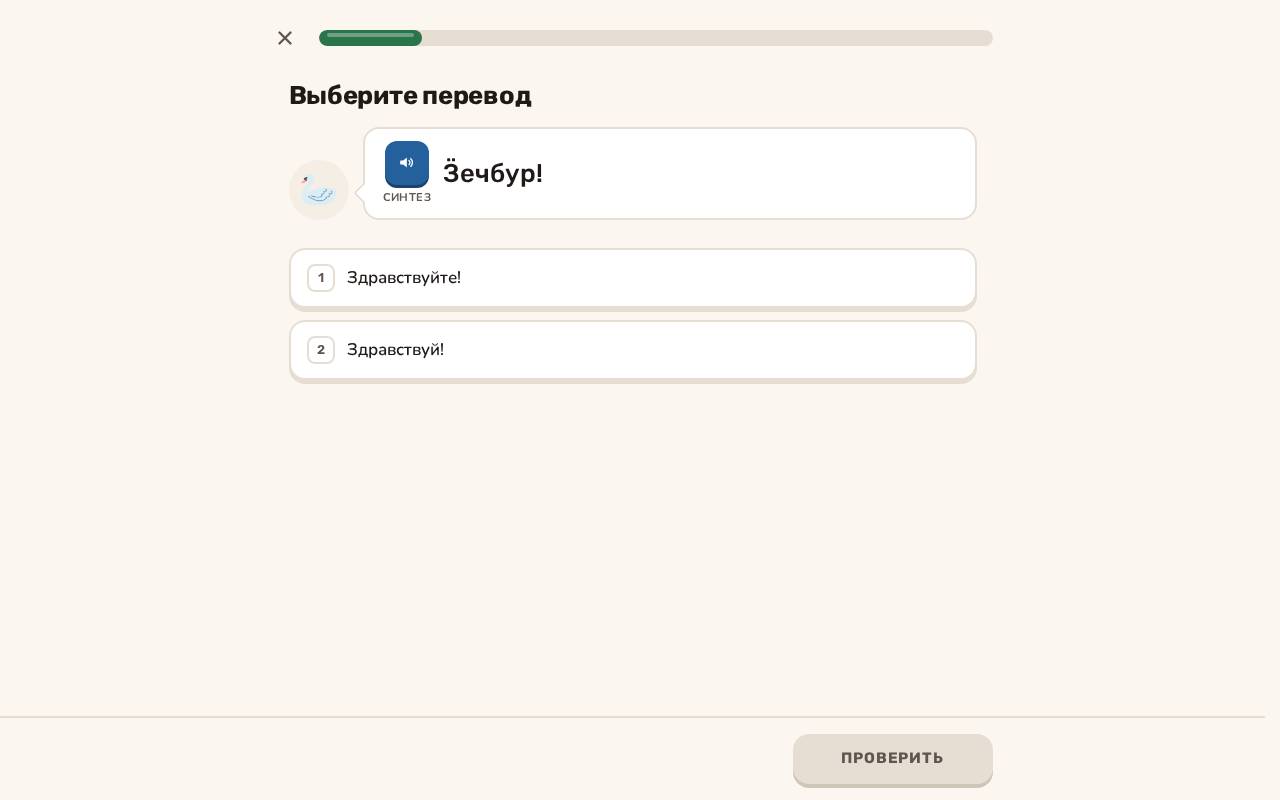 Выберите перевод
Ӟечбур!
СИНТЕЗ
1 Здравствуйте!
2 Здравствуй!
ПРОВЕРИТЬ